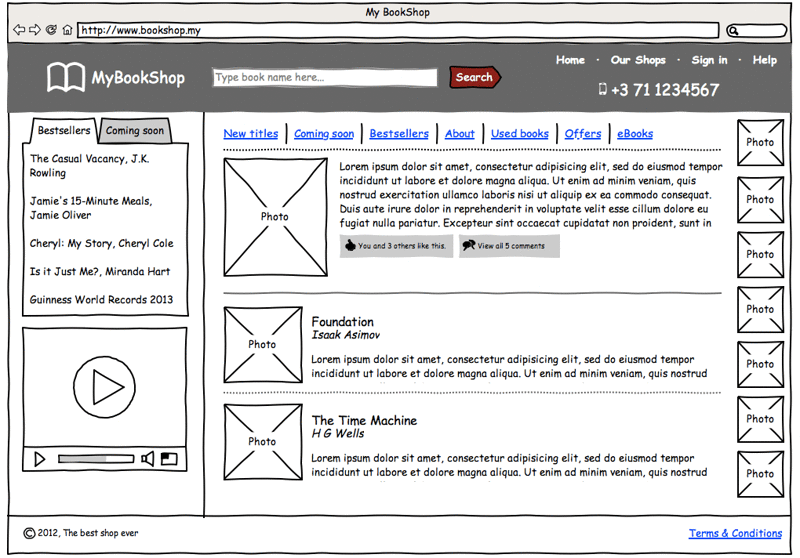 My BookShop
http://www.bookshop.my
Home · Our Shops · Sign in · Help
MyBookShop
Type book name here...
Search
+3 71 1234567
Bestsellers
Coming soon
The Casual Vacancy, J.K.
Rowling
Jamie's 15-Minute Meals,
Jamie Oliver
Cheryl: My Story, Cheryl Cole
Is it Just Me?, Miranda Hart
Guinness World Records 2013
New titles | Coming soon | Bestsellers | About | Used books | Offers | eBooks
Photo
Lorem ipsum dolor sit amet, consectetur adipisicing elit, sed do eiusmod tempor
incididunt ut labore et dolore magna aliqua. Ut enim ad minim veniam, quis
nostrud exercitation ullamco laboris nisi ut aliquip ex ea commodo consequat.
Duis aute irure dolor in reprehenderit in voluptate velit esse cillum dolore eu
fugiat nulla pariatur. Excepteur sint occaecat cupidatat non proident, sunt in
You and 3 others like this.
View all 5 comments
Photo
Foundation
Isaak Asimov
Lorem ipsum dolor sit amet, consectetur adipisicing elit, sed do eiusmod tempor
incididunt ut labore et dolore magna aliqua. Ut enim ad minim veniam, quis nostrud
Photo
The Time Machine
H G Wells
Lorem ipsum dolor sit amet, consectetur adipisicing elit, sed do eiusmod tempor
incididunt ut labore et dolore magna aliqua. Ut enim ad minim veniam, quis nostrud
Photo
Photo
Photo
Photo
Photo
Photo
Photo
© 2012, The best shop ever
Terms & Conditions